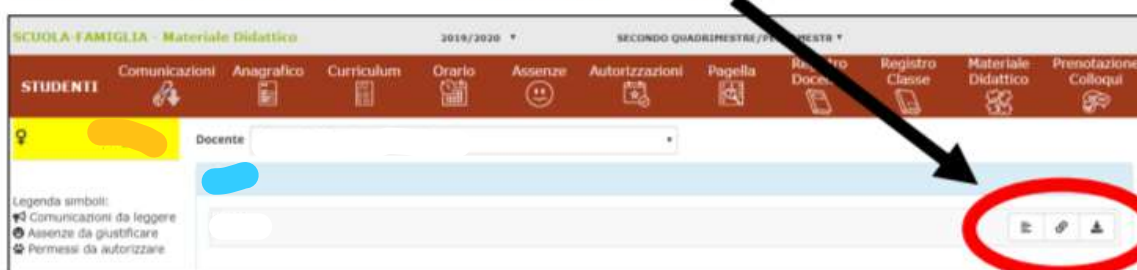 SCUOLA-FAMIGLIA - Materiale Didattico 2019/2020 SECONDO QUADRIMESTRE/
STUDENTI Comunicazioni Anagrafico Curriculum Orario Assenze Autorizzazioni Pagella Registro Classe Materiale Didattico Prenotazione Colloqui
Docente
Legenda simboli:
Comunicazioni da leggere
Assenze da giustificare
Permessi da autorizzare